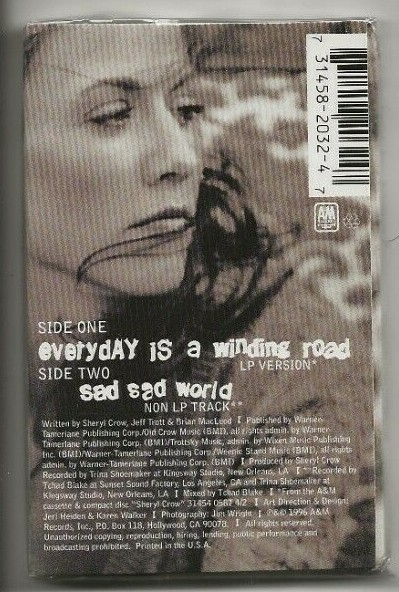 7 31458-2032-4 7
A&M RECORDS
SIDE ONE
everydAY iS a winding road
LP VERSION*
SIDE TWO
sad sad world
NON LP TRACK**
Written by Sheryl Crow, Jeff Trott & Brian MacLeod I Published by Warner-
Tamerlane Publishing Corp./Old Crow Music (BMI), all rights admin. by Warner-
Tamerlane Publishing Corp. (BMI)/Trottsky Music, admin. by Wixen Music Publishing
Inc. (BMI)/Warner-Tamerlane Publishing Corp./Weenie Stand Music (BMI), all rights
admin. by Warner-Tamerlane Publishing Corp. (BMI) I Produced by Sheryl Crow
Recorded by Trina Shoemaker at Kingsway Studio, New Orleans, LA I **Recorded by
Tchad Blake at Sunset Sound Factory, Los Angeles, CA and Trina Shoemaker at
Kingsway Studio, New Orleans, LA I Mixed by Tchad Blake I *From the A&M
cassette & compact disc "Sheryl Crow" 31454 0587 4/2 I Art Direction & Design:
Jeri Heiden & Karen Walker I Photography: Jim Wright I ℗&© 1996 A&M
Records, Inc., P.O. Box 118, Hollywood, CA 90078. I All rights reserved.
Unauthorized copying, reproduction, hiring, lending, public performance and
broadcasting prohibited. Printed in the U.S.A.